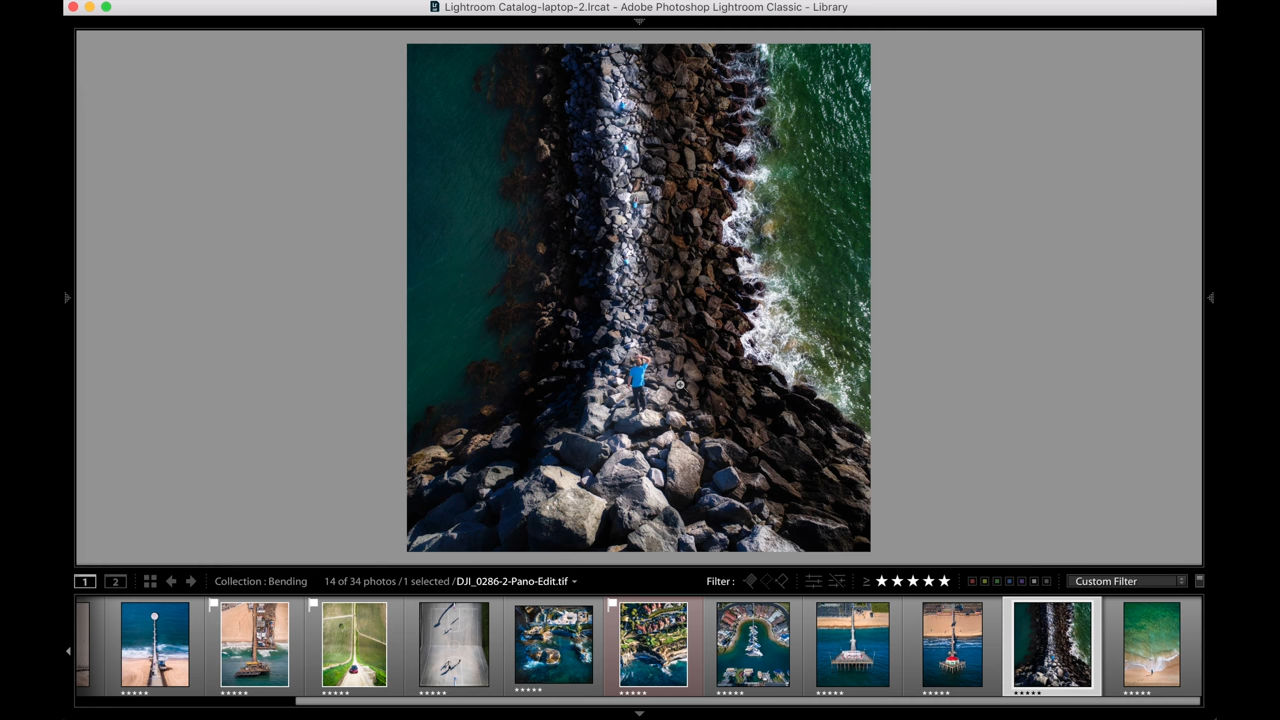 Lightroom Catalog-laptop-2.lrcat - Adobe Photoshop Lightroom Classic - Library
1 2 Collection : Bending 14 of 34 photos / 1 selected / DJI_0286-2-Pano-Edit.tif Filter : ≥ ★★★★★ Custom Filter